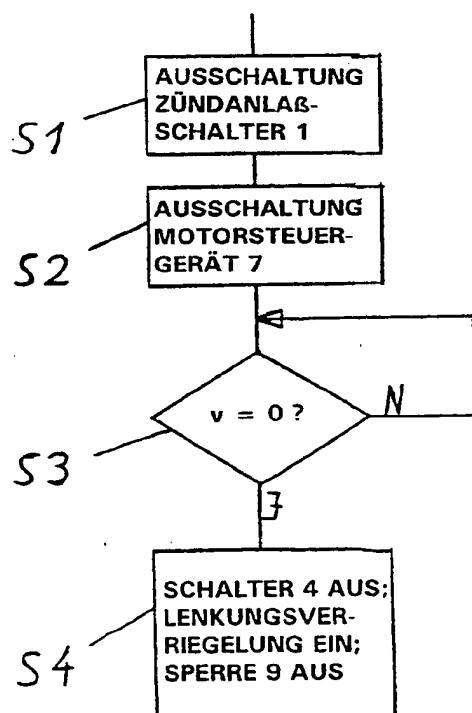 AUSSCHALTUNG
ZÜNDANLAß-
SCHALTER 1
S1
AUSSCHALTUNG
MOTORSTEUER-
GERÄT 7
S2
v = 0 ?
N
S3
J
SCHALTER 4 AUS;
LENKUNGSVER-
RIEGELUNG EIN;
SPERRE 9 AUS
S4